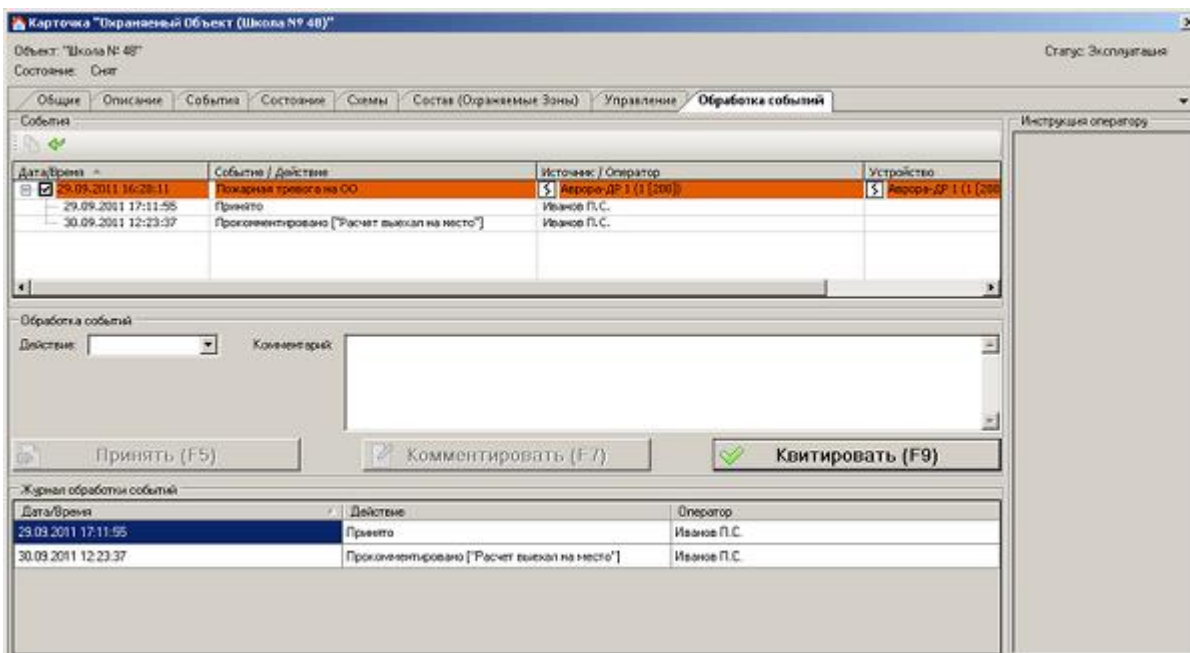 Карточка "Охраняемый Объект (Школа № 48)"
Объект: "Школа № 48" Статус: Эксплуатация
Состояние: Снят
Общие Описание События Состояние Схемы Состав (Охраняемые Зоны) Управление Обработка событий
События Инструкция оператору
Дата/Время Событие / Действие Источник / Оператор Устройство
29.09.2011 16:28:11 Пожарная тревога на ОО Аврора-ДР 1 (1 [200]) Аврора-ДР 1 (1 [200
29.09.2011 17:11:55 Принято Иванов П.С.
30.09.2011 12:23:37 Прокомментировано ["Расчет выехал на место"] Иванов П.С.
Обработка событий
Действие: Комментарий:
Принять (F5) Комментировать (F7) Квитировать (F9)
Журнал обработки событий
Дата/Время Действие Оператор
29.09.2011 17:11:55 Принято Иванов П.С.
30.09.2011 12:23:37 Прокомментировано ["Расчет выехал на место"] Иванов П.С.